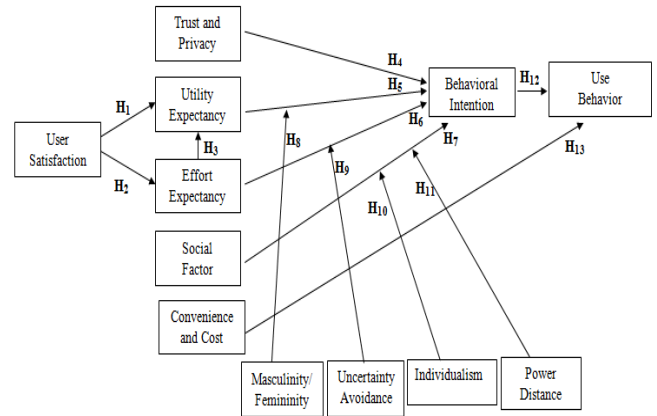 Trust and
Privacy
H4
H5
Behavioral
Intention
H12
Use
Behavior
Utility
Expectancy
H1
User
Satisfaction
H2
H3
H6
H7
H8
H9
H13
Effort
Expectancy
H10
H11
Social
Factor
Convenience
and Cost
Masculinity/
Femininity
Uncertainty
Avoidance
Individualism
Power
Distance